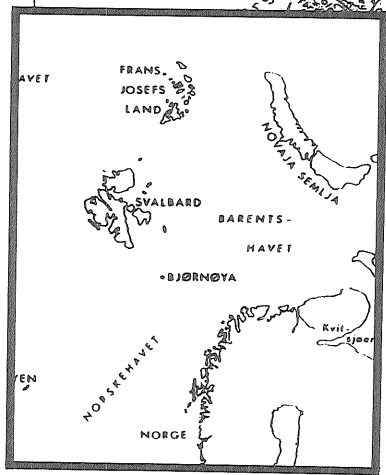 FRANS
AVET
JOSEFS
LAND
NOVAJA SEMLJA
SVALBARD
BARENTS-
HAVET
BJØRNØYA
Kvit-
sjøen
NORSKEHAVET
YEN
NORGE